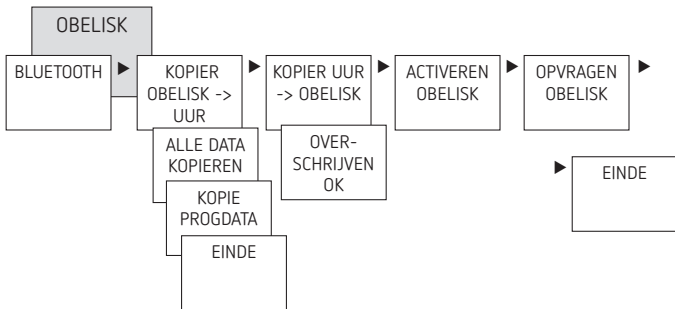 OBELISK
BLUETOOTH
KOPIER
OBELISK ->
UUR
ALLE DATA
KOPIEREN
KOPIE
PROGDATA
EINDE
KOPIER UUR
-> OBELISK
OVER-
SCHRIJVEN
OK
ACTIVEREN
OBELISK
OPVRAGEN
OBELISK
EINDE